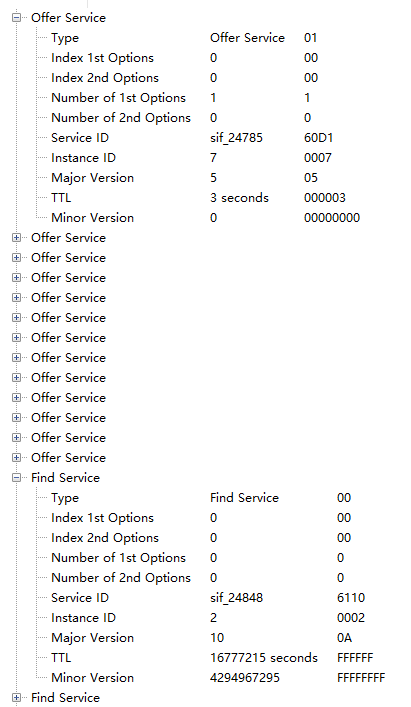 Offer Service
Type Offer Service 01
Index 1st Options 0 00
Index 2nd Options 0 00
Number of 1st Options 1 1
Number of 2nd Options 0 0
Service ID sif_24785 60D1
Instance ID 7 0007
Major Version 5 05
TTL 3 seconds 000003
Minor Version 0 00000000
Offer Service
Offer Service
Offer Service
Offer Service
Offer Service
Offer Service
Offer Service
Offer Service
Offer Service
Offer Service
Offer Service
Offer Service
Find Service
Type Find Service 00
Index 1st Options 0 00
Index 2nd Options 0 00
Number of 1st Options 0 0
Number of 2nd Options 0 0
Service ID sif_24848 6110
Instance ID 2 0002
Major Version 10 0A
TTL 16777215 seconds FFFFFF
Minor Version 4294967295 FFFFFFFF
Find Service